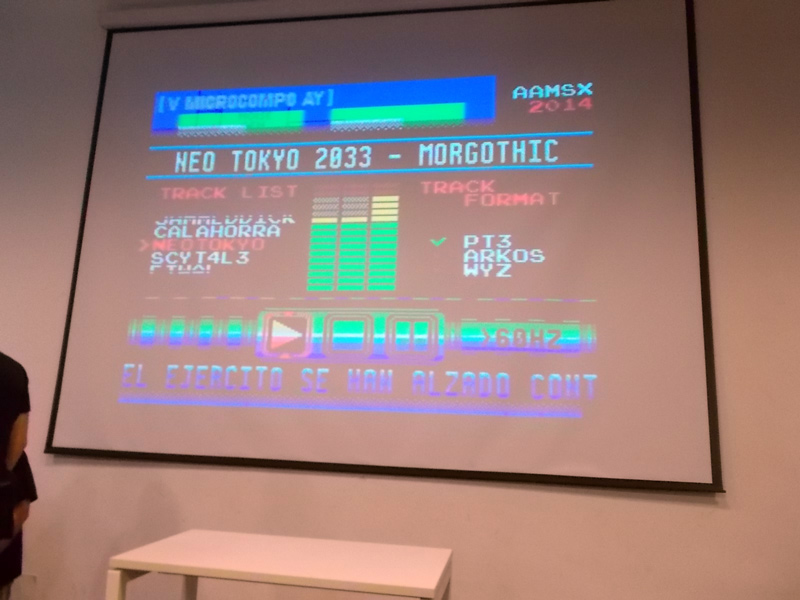 [V MICROCOMPO AY]
AAMSX
2014
NEO TOKYO 2033 - MORGOTHIC
TRACK LIST
CALAHORRA
>NEOTOKYO
SCYT4L3
TRACK
FORMAT
PT3
ARKOS
WYZ
>60HZ
EL EJERCITO SE HAN ALZADO CONT